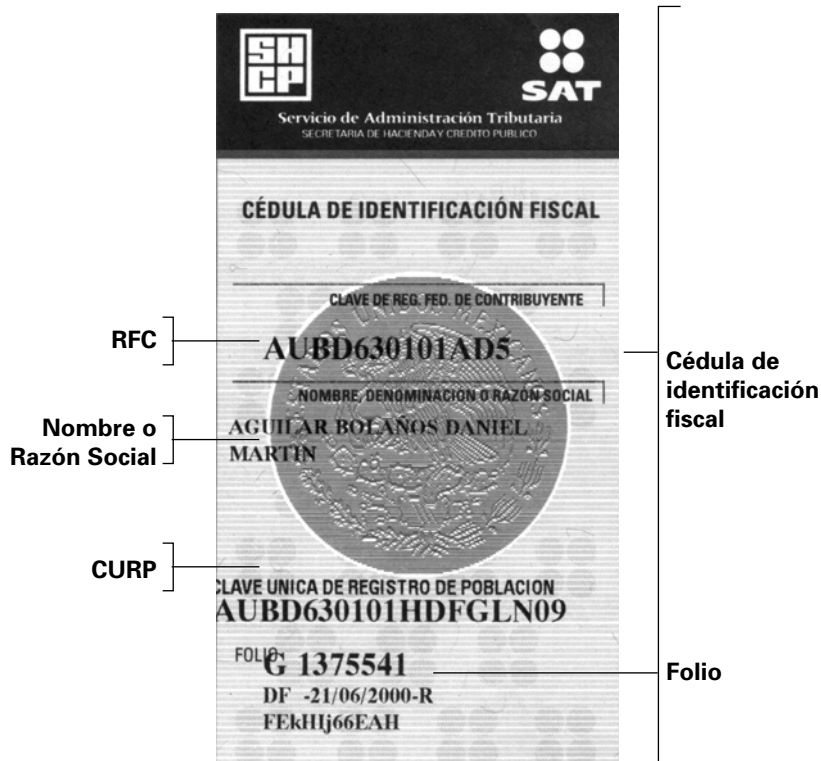 SHCP
SAT
Servicio de Administración Tributaria
SECRETARIA DE HACIENDA Y CREDITO PUBLICO
CÉDULA DE IDENTIFICACIÓN FISCAL
CLAVE DE REG. FED. DE CONTRIBUYENTE
RFC
AUBD630101AD5
Cédula de
identificación
fiscal
NOMBRE, DENOMINACIÓN O RAZÓN SOCIAL
Nombre o
Razón Social
AGUILAR BOLAÑOS DANIEL
MARTIN
CURP
CLAVE UNICA DE REGISTRO DE POBLACION
AUBD630101HDFGLN09
FOLIO
G 1375541
Folio
DF -21/06/2000-R
FEkHIj66EAH